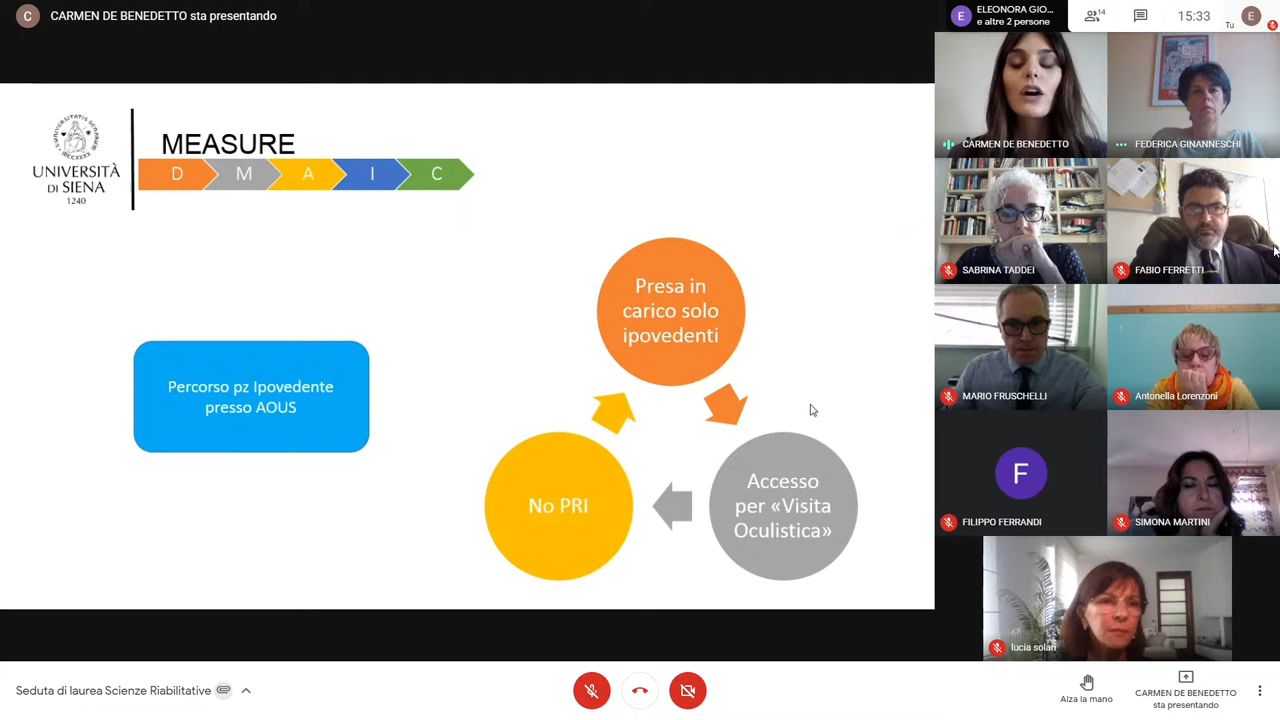 C
CARMEN DE BENEDETTO sta presentando
E
ELEONORA GIO...
e altre 2 persone
14
15:33
Tu
E
UNIVERSITÀ
DI SIENA
1240
MEASURE
D M A I C
Percorso pz Ipovedente
presso AOUS
Presa in
carico solo
ipovedenti
Accesso
per «Visita
Oculistica»
No PRI
CARMEN DE BENEDETTO
FEDERICA GINANNESCHI
SABRINA TADDEI
FABIO FERRETTI
MARIO FRUSCHELLI
Antonella Lorenzoni
F
FILIPPO FERRANDI
SIMONA MARTINI
lucia solari
Seduta di laurea Scienze Riabilitative
Alza la mano
CARMEN DE BENEDETTO
sta presentando